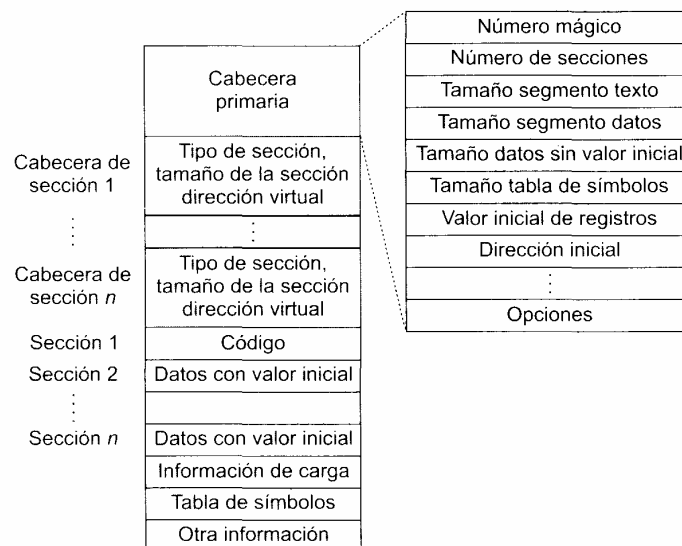 Cabecera
primaria
Cabecera de
sección 1
Tipo de sección,
tamaño de la sección
dirección virtual
Cabecera de
sección n
Tipo de sección,
tamaño de la sección
dirección virtual
Sección 1
Código
Sección 2
Datos con valor inicial
Sección n
Datos con valor inicial
Información de carga
Tabla de símbolos
Otra información
Número mágico
Número de secciones
Tamaño segmento texto
Tamaño segmento datos
Tamaño datos sin valor inicial
Tamaño tabla de símbolos
Valor inicial de registros
Dirección inicial
Opciones